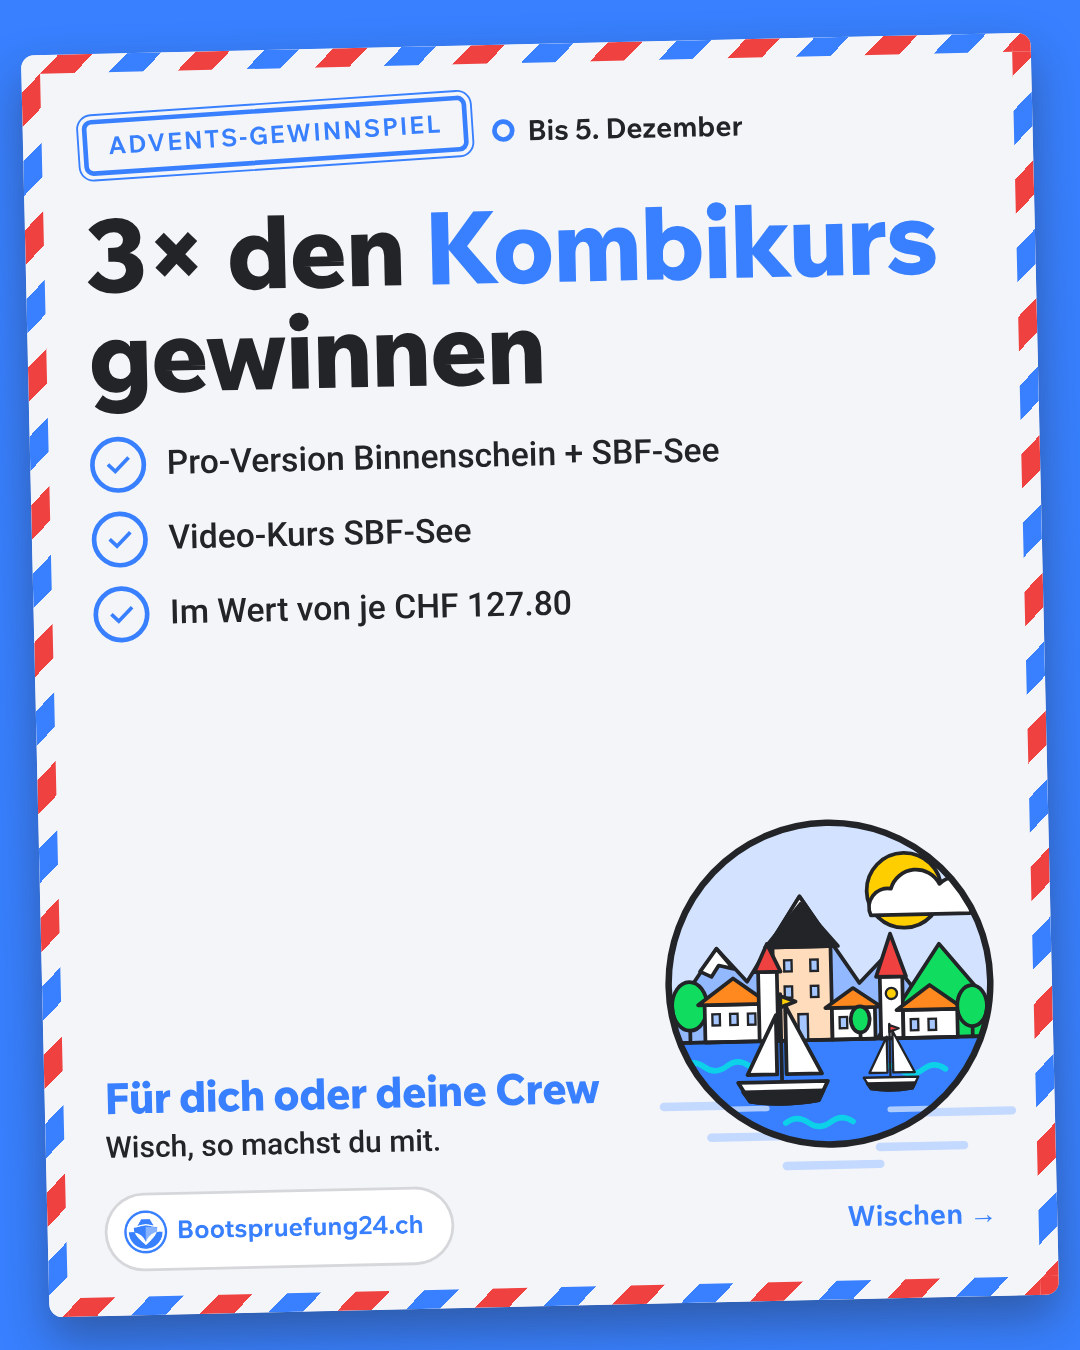 ADVENTS-GEWINNSPIEL
Bis 5. Dezember
3× den Kombikurs
gewinnen
Pro-Version Binnenschein + SBF-See
Video-Kurs SBF-See
Im Wert von je CHF 127.80
Für dich oder deine Crew
Wisch, so machst du mit.
Bootspruefung24.ch
Wischen →